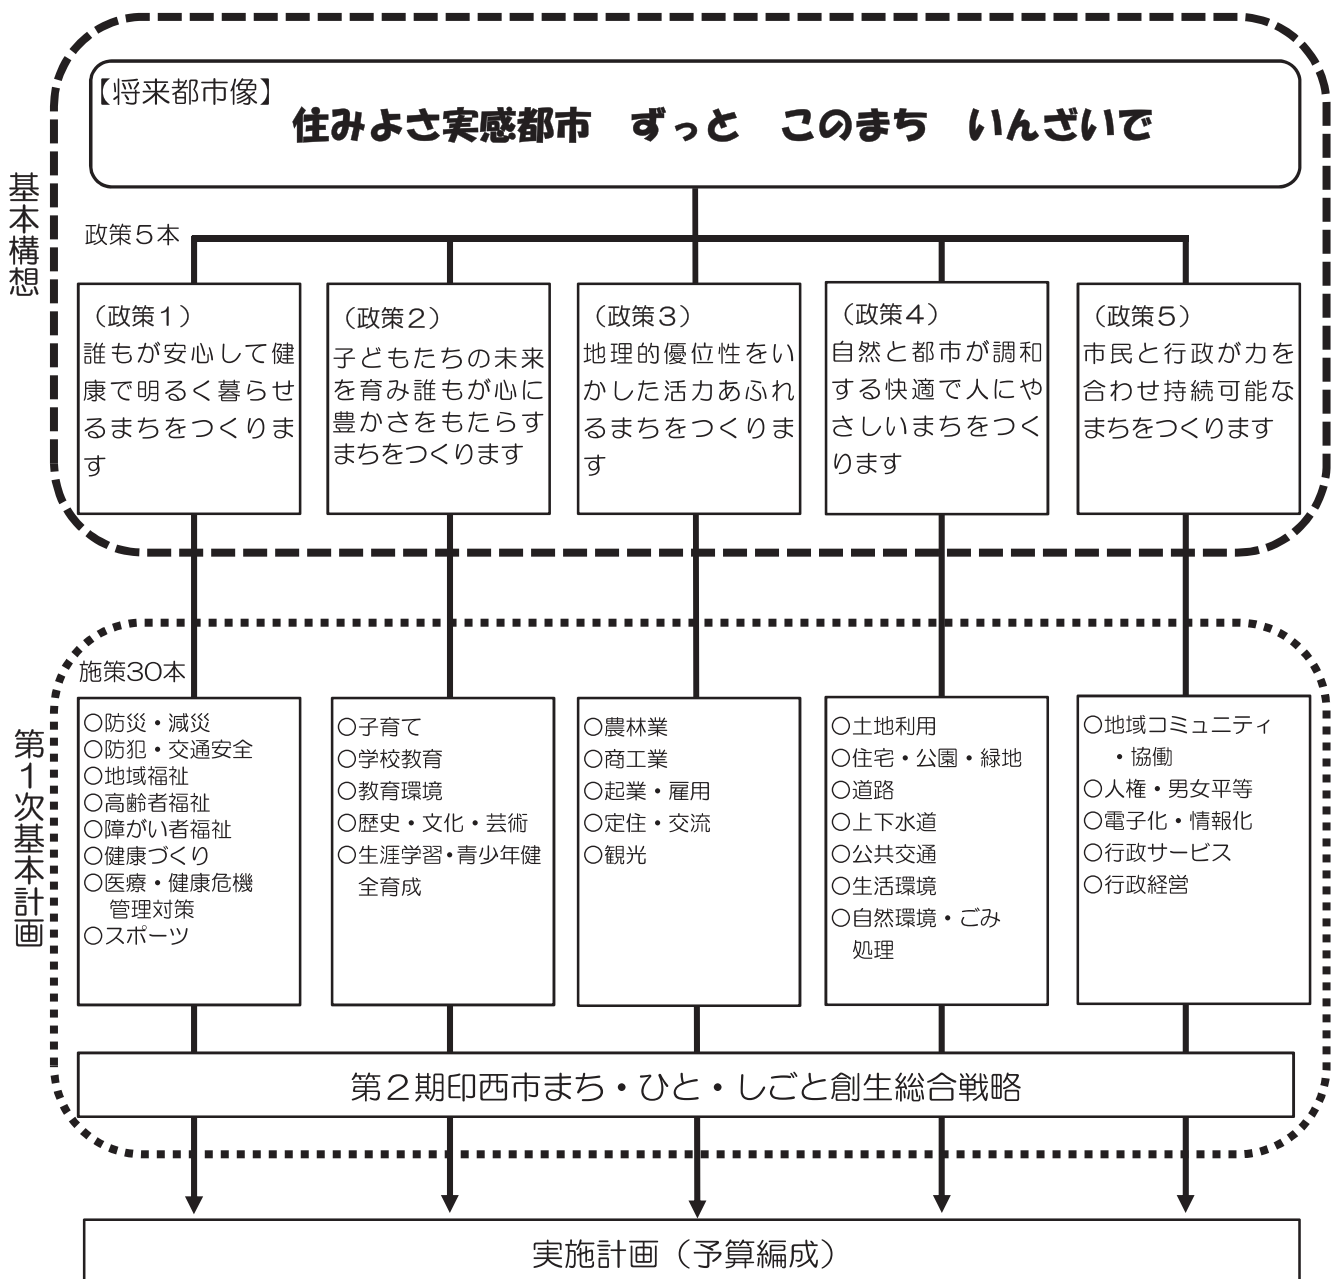 基本構想
【将来都市像】
住みよさ実感都市　ずっと　このまち　いんざいで
政策5本
（政策1）
誰もが安心して健
康で明るく暮らせ
るまちをつくりま
す
（政策2）
子どもたちの未来
を育み誰もが心に
豊かさをもたらす
まちをつくります
（政策3）
地理的優位性をい
かした活力あふれ
るまちをつくりま
す
（政策4）
自然と都市が調和
する快適で人にや
さしいまちをつく
ります
（政策5）
市民と行政が力を
合わせ持続可能な
まちをつくります
第1次基本計画
施策30本
○防災・減災
○防犯・交通安全
○地域福祉
○高齢者福祉
○障がい者福祉
○健康づくり
○医療・健康危機
管理対策
○スポーツ
○子育て
○学校教育
○教育環境
○歴史・文化・芸術
○生涯学習・青少年健
全育成
○農林業
○商工業
○起業・雇用
○定住・交流
○観光
○土地利用
○住宅・公園・緑地
○道路
○上下水道
○公共交通
○生活環境
○自然環境・ごみ
処理
○地域コミュニティ
・協働
○人権・男女平等
○電子化・情報化
○行政サービス
○行政経営
第2期印西市まち・ひと・しごと創生総合戦略
実施計画（予算編成）